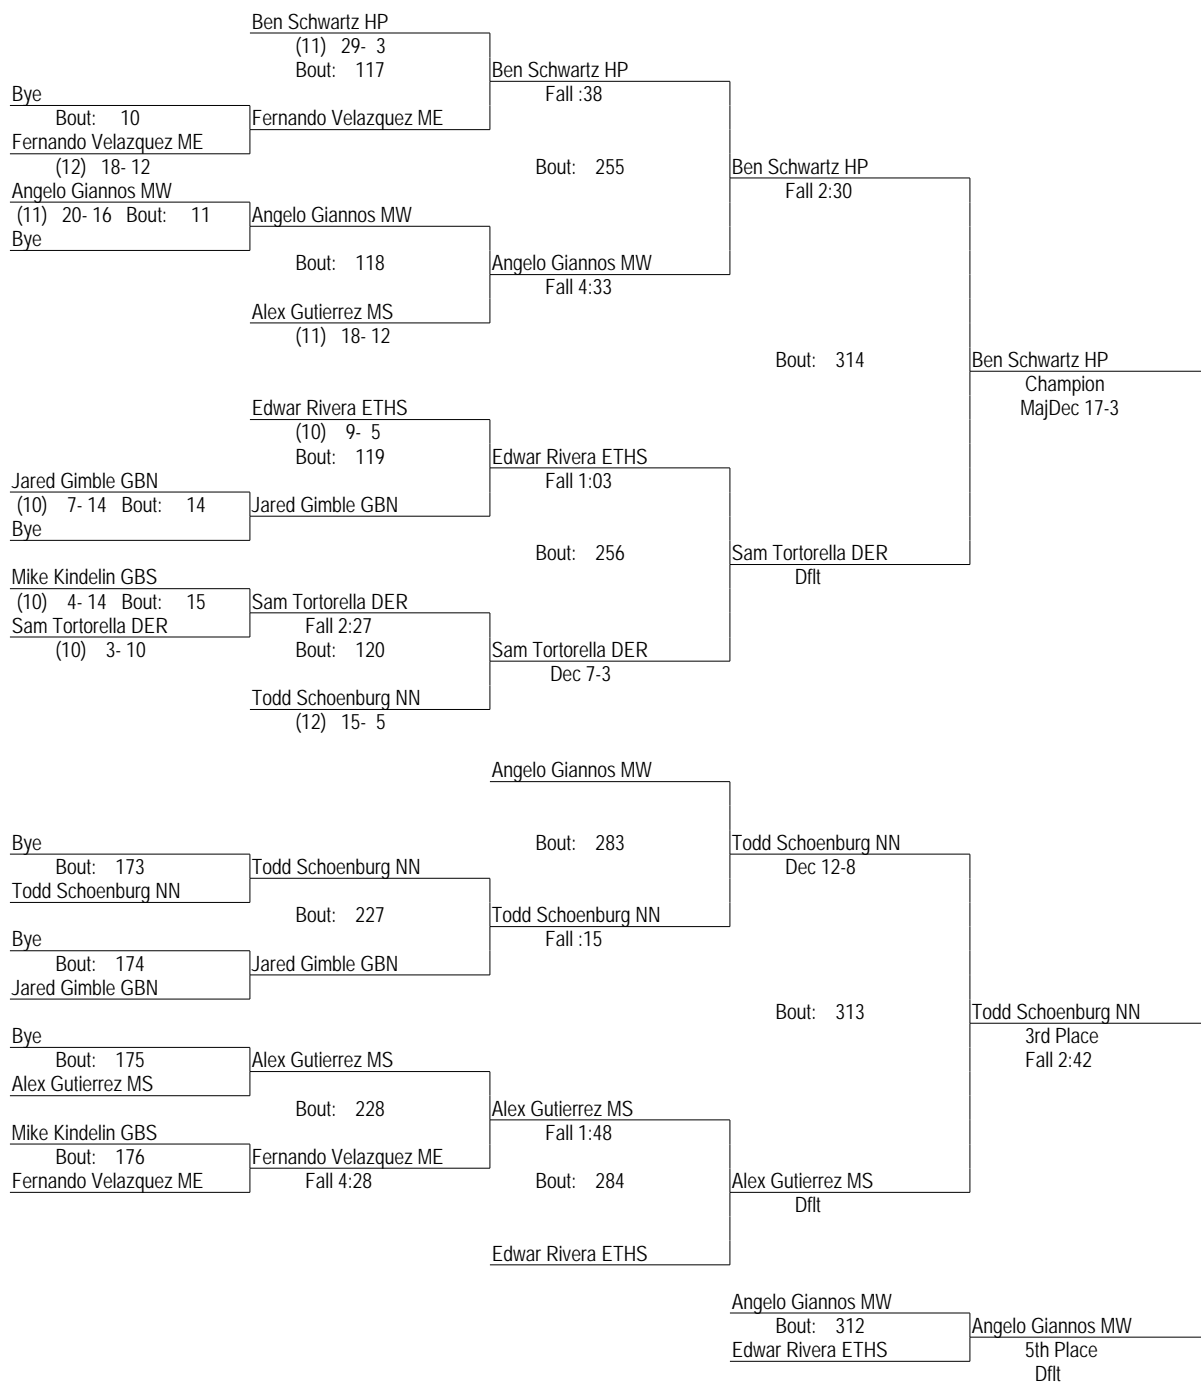 Ben Schwartz HP
(11) 29- 3
Bout: 117
Ben Schwartz HP
Fall :38
Bye
Bout: 10
Fernando Velazquez ME
Fernando Velazquez ME
(12) 18- 12
Bout: 255
Ben Schwartz HP
Fall 2:30
Angelo Giannos MW
(11) 20- 16 Bout: 11
Angelo Giannos MW
Bye
Bout: 118
Angelo Giannos MW
Fall 4:33
Alex Gutierrez MS
(11) 18- 12
Bout: 314
Ben Schwartz HP
Champion
MajDec 17-3
Edwar Rivera ETHS
(10) 9- 5
Bout: 119
Edwar Rivera ETHS
Fall 1:03
Jared Gimble GBN
(10) 7- 14 Bout: 14
Jared Gimble GBN
Bye
Bout: 256
Sam Tortorella DER
Dflt
Mike Kindelin GBS
(10) 4- 14 Bout: 15
Sam Tortorella DER
Sam Tortorella DER
Fall 2:27
(10) 3- 10
Bout: 120
Sam Tortorella DER
Dec 7-3
Todd Schoenburg NN
(12) 15- 5
Angelo Giannos MW
Bye
Bout: 283
Todd Schoenburg NN
Dec 12-8
Bout: 173
Todd Schoenburg NN
Todd Schoenburg NN
Bout: 227
Todd Schoenburg NN
Fall :15
Bye
Bout: 174
Jared Gimble GBN
Jared Gimble GBN
Bout: 313
Todd Schoenburg NN
3rd Place
Fall 2:42
Bye
Bout: 175
Alex Gutierrez MS
Alex Gutierrez MS
Bout: 228
Alex Gutierrez MS
Fall 1:48
Mike Kindelin GBS
Bout: 176
Fernando Velazquez ME
Fernando Velazquez ME
Fall 4:28
Bout: 284
Alex Gutierrez MS
Dflt
Edwar Rivera ETHS
Angelo Giannos MW
Bout: 312
Angelo Giannos MW
Edwar Rivera ETHS
5th Place
Dflt